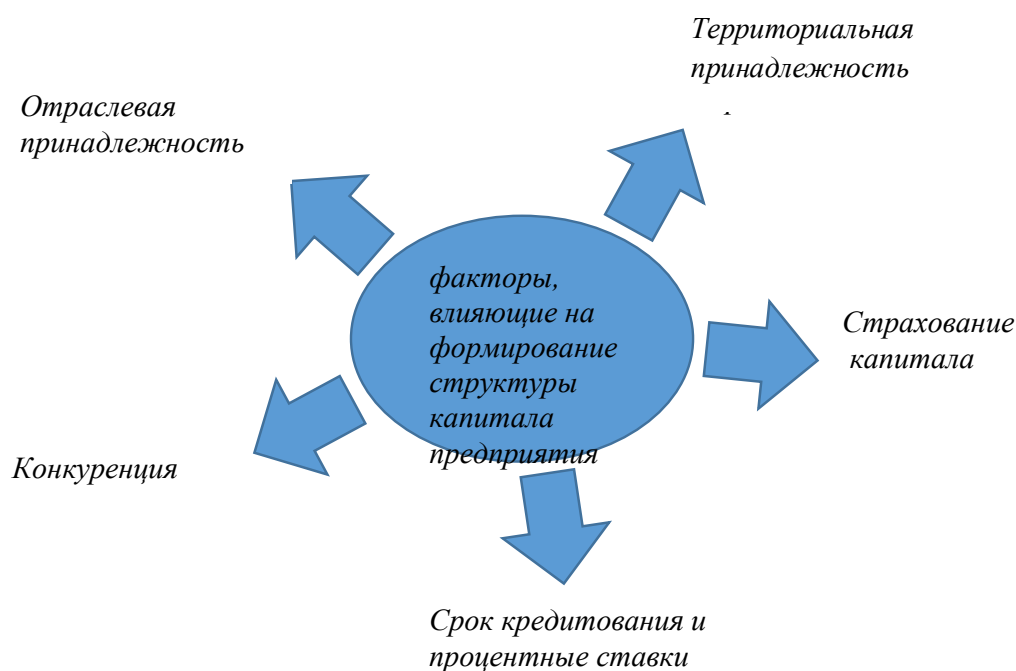 Территориальная
принадлежность
Отраслевая
принадлежность
факторы,
влияющие на
формирование
структуры
капитала
предприятия
Страхование
капитала
Конкуренция
Срок кредитования и
процентные ставки